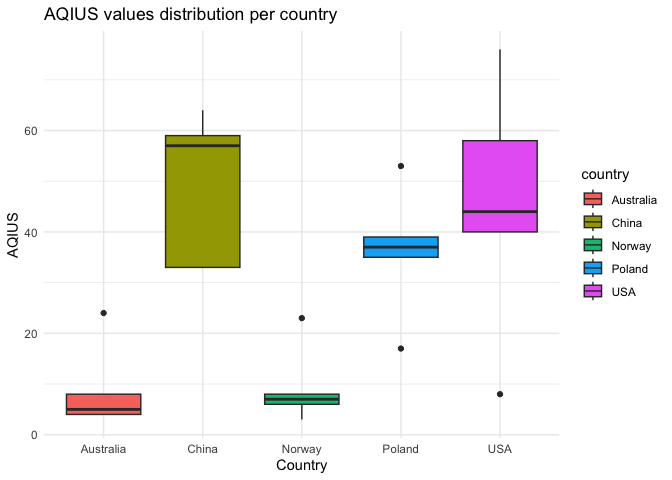 AQIUS values distribution per country
AQIUS
60
40
20
0
Australia
China
Norway
Poland
USA
Country
country
Australia
China
Norway
Poland
USA